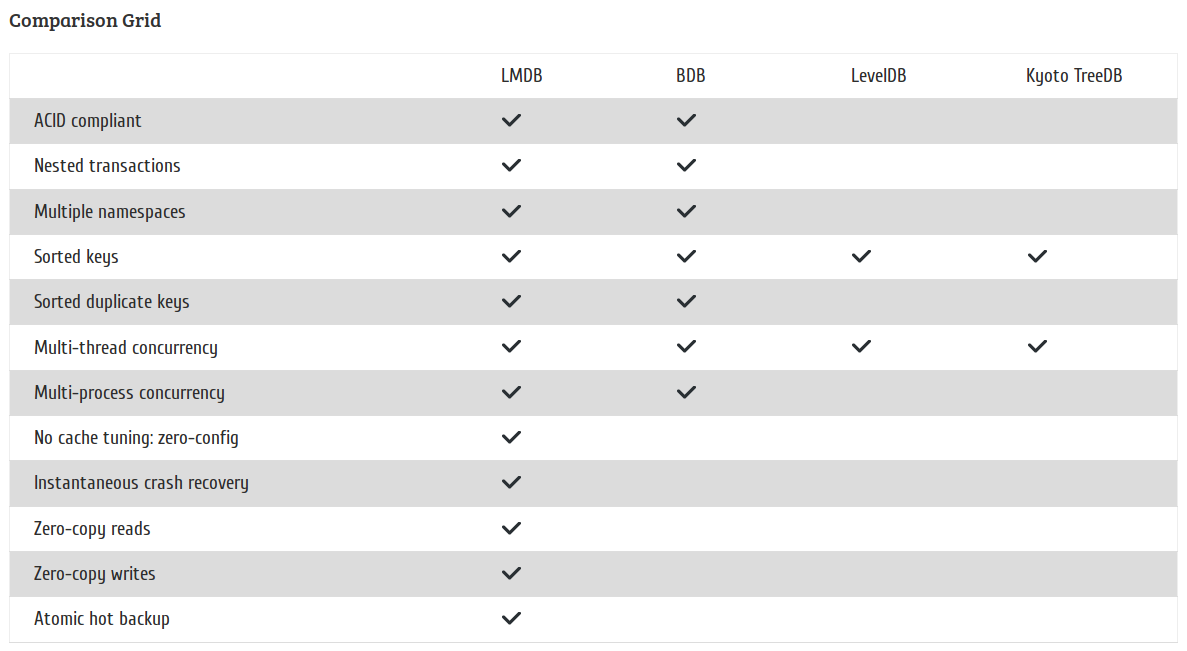 Comparison Grid
LMDB BDB LevelDB Kyoto TreeDB
ACID compliant ✓ ✓
Nested transactions ✓ ✓
Multiple namespaces ✓ ✓
Sorted keys ✓ ✓ ✓ ✓
Sorted duplicate keys ✓ ✓
Multi-thread concurrency ✓ ✓ ✓ ✓
Multi-process concurrency ✓ ✓
No cache tuning: zero-config ✓
Instantaneous crash recovery ✓
Zero-copy reads ✓
Zero-copy writes ✓
Atomic hot backup ✓